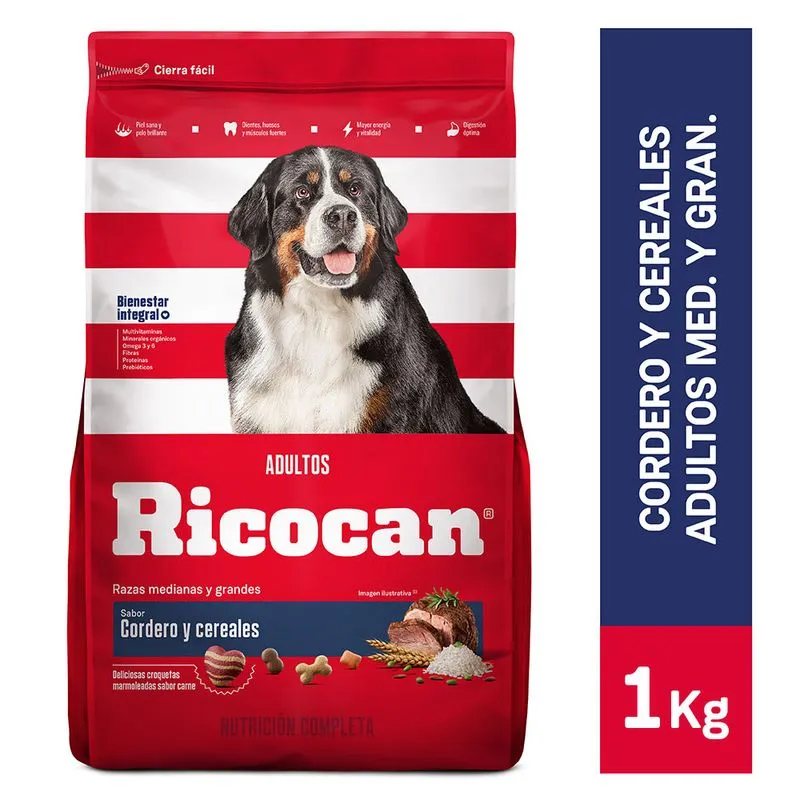 Cierra fácil
Piel sana y
pelo brillante
Dientes, huesos
y músculos fuertes
Mayor energía
y vitalidad
Digestión
óptima
Bienestar
integral
Multivitaminas
Minerales orgánicos
Omega 3 y 6
Fibras
Proteínas
Prebióticos
ADULTOS
Ricocan®
Razas medianas y grandes
Imagen ilustrativa
Sabor
Cordero y cereales
Deliciosas croquetas
marmoleadas sabor carne
NUTRICIÓN COMPLETA
CORDERO Y CEREALES
ADULTOS MED. Y GRAN.
1Kg